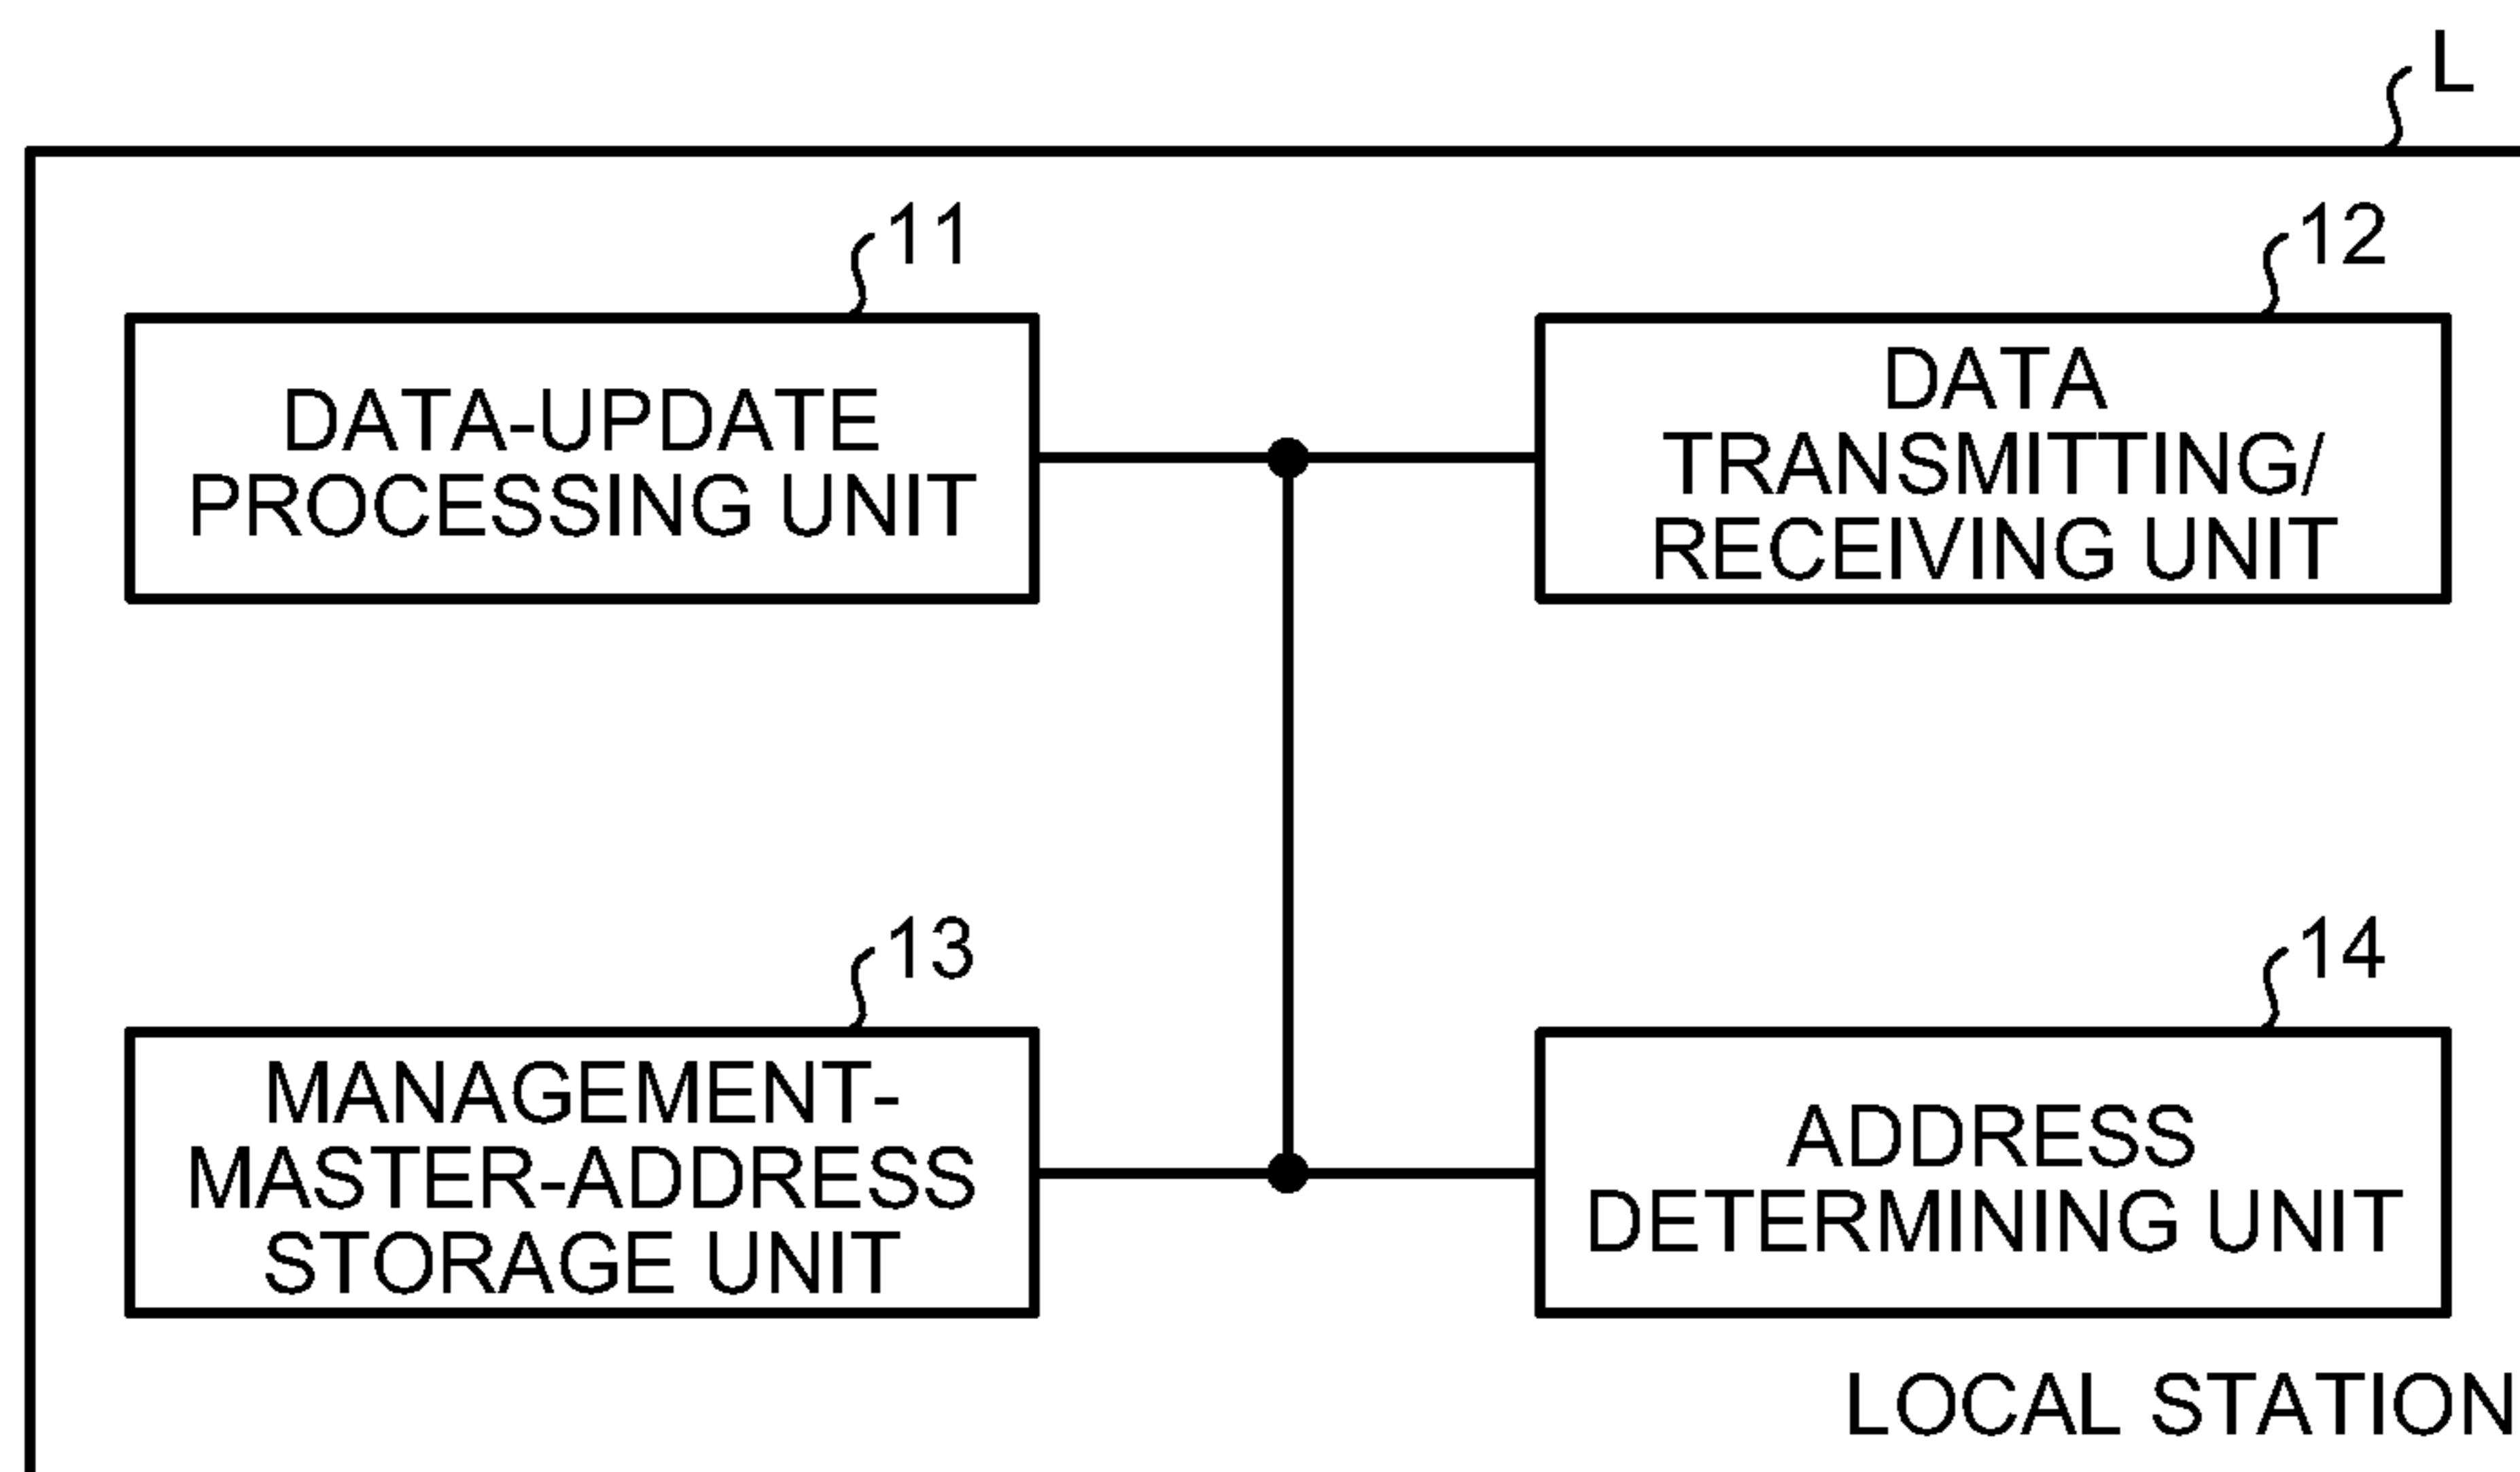 L
11
12
DATA-UPDATE
PROCESSING UNIT
DATA
TRANSMITTING/
RECEIVING UNIT
13
14
MANAGEMENT-
MASTER-ADDRESS
STORAGE UNIT
ADDRESS
DETERMINING UNIT
LOCAL STATION